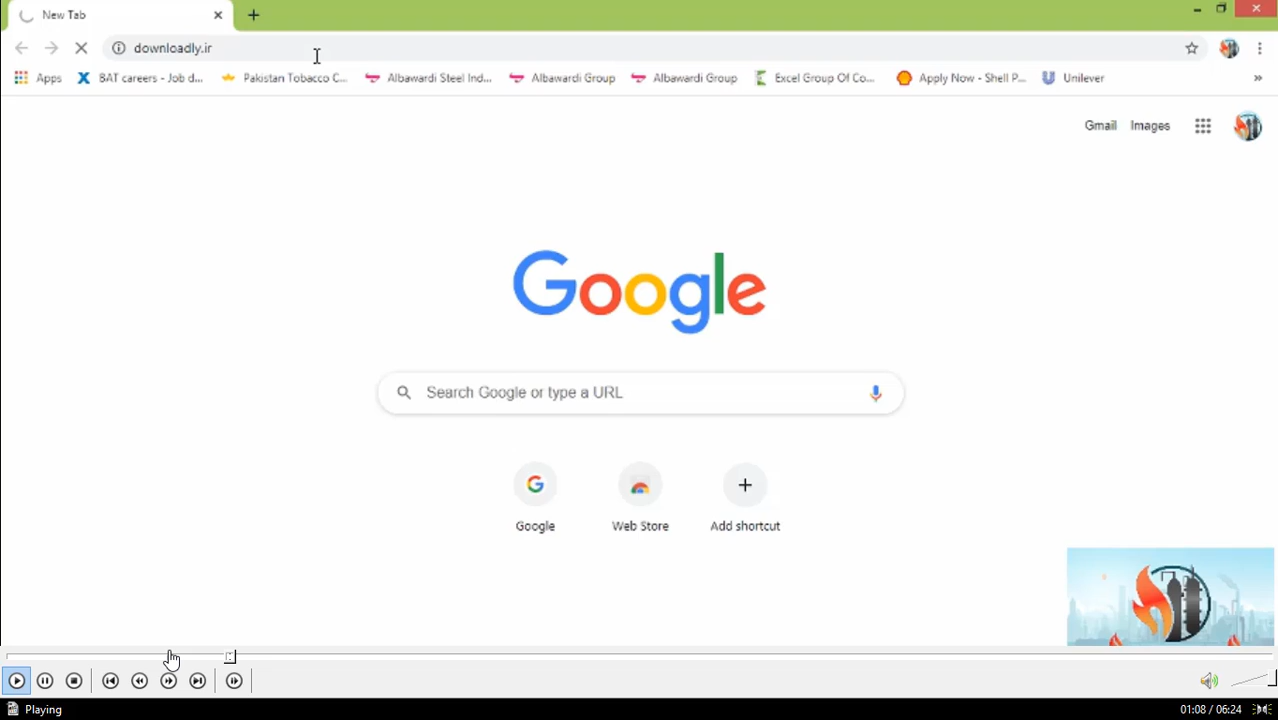 New Tab
downloadly.ir
Apps BAT careers - Job d... Pakistan Tobacco C... Albawardi Steel Ind... Albawardi Group Albawardi Group Excel Group Of Co... Apply Now - Shell P... Unilever »
Gmail Images
Google
Search Google or type a URL
Google Web Store Add shortcut
Playing 01:08 / 06:24